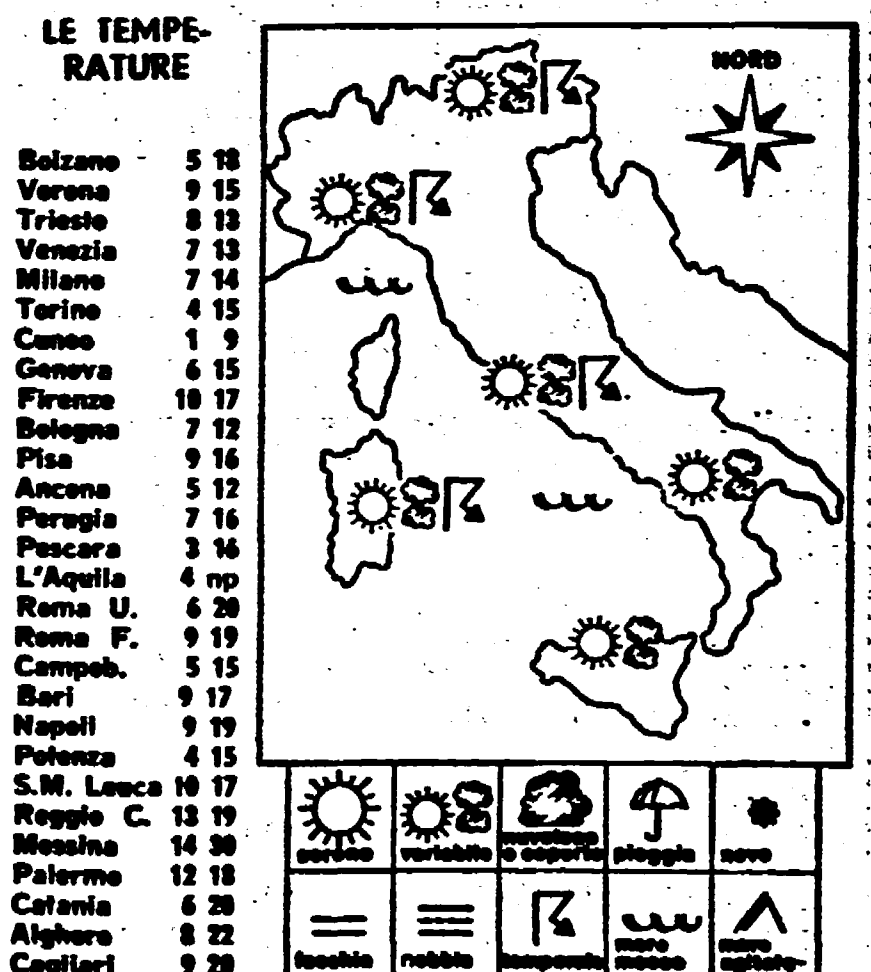 LE TEMPE-
RATURE
Bolzano 5 18
Verona 9 15
Trieste 8 13
Venezia 7 13
Milano 7 14
Torino 4 15
Cuneo 1 9
Genova 6 15
Firenze 10 17
Bologna 7 12
Pisa 9 16
Ancona 5 12
Perugia 7 16
Pescara 3 16
L'Aquila 4 np
Roma U. 6 20
Roma F. 9 19
Campob. 5 15
Bari 9 17
Napoli 9 19
Potenza 4 15
S.M. Leuca 10 17
Reggio C. 13 19
Messina 14
Palermo 12 18
Catania 6 20
Alghero 8 22
Cagliari 9 20
NORD
sereno
variabile
nuvoloso
o coperto
pioggia
neve
foschia
nebbia
temporale
mare
mosso
mare
agitato